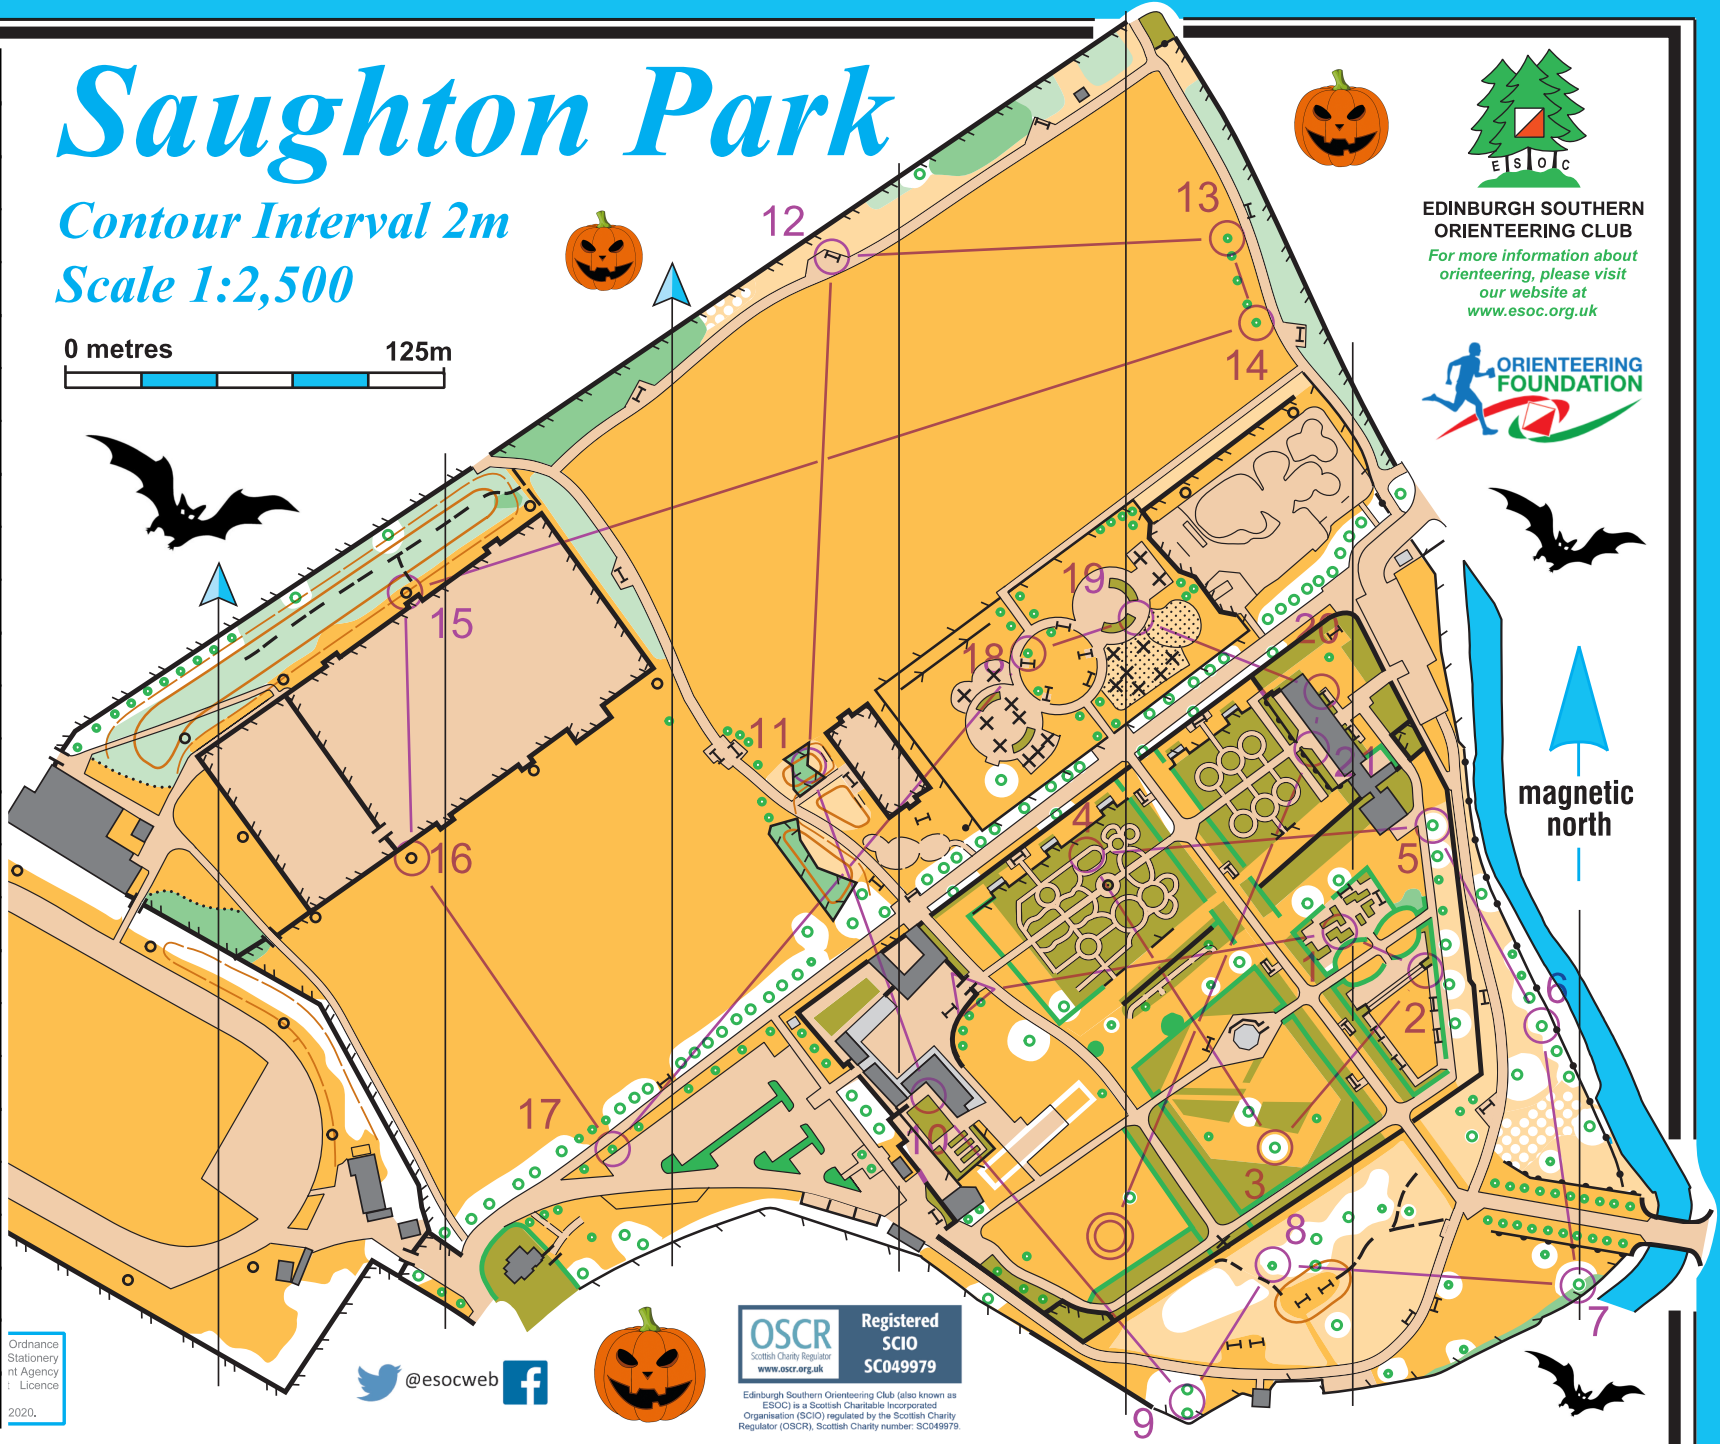 Saughton Park
Contour Interval 2m
Scale 1:2,500
0 metres 125m
E S O C
EDINBURGH SOUTHERN
ORIENTEERING CLUB
For more information about
orienteering, please visit
our website at
www.esoc.org.uk
ORIENTEERING
FOUNDATION
magnetic
north
12
13
14
15
16
17
11
18
19
20
21
4
5
1
2
6
3
8
7
9
10
Ordnance
Stationery
nt Agency
: Licence
2020.
@esocweb
OSCR
Scottish Charity Regulator
www.oscr.org.uk
Registered
SCIO
SC049979
Edinburgh Southern Orienteering Club (also known as
ESOC) is a Scottish Charitable Incorporated
Organisation (SCIO) regulated by the Scottish Charity
Regulator (OSCR), Scottish Charity number: SC049979.